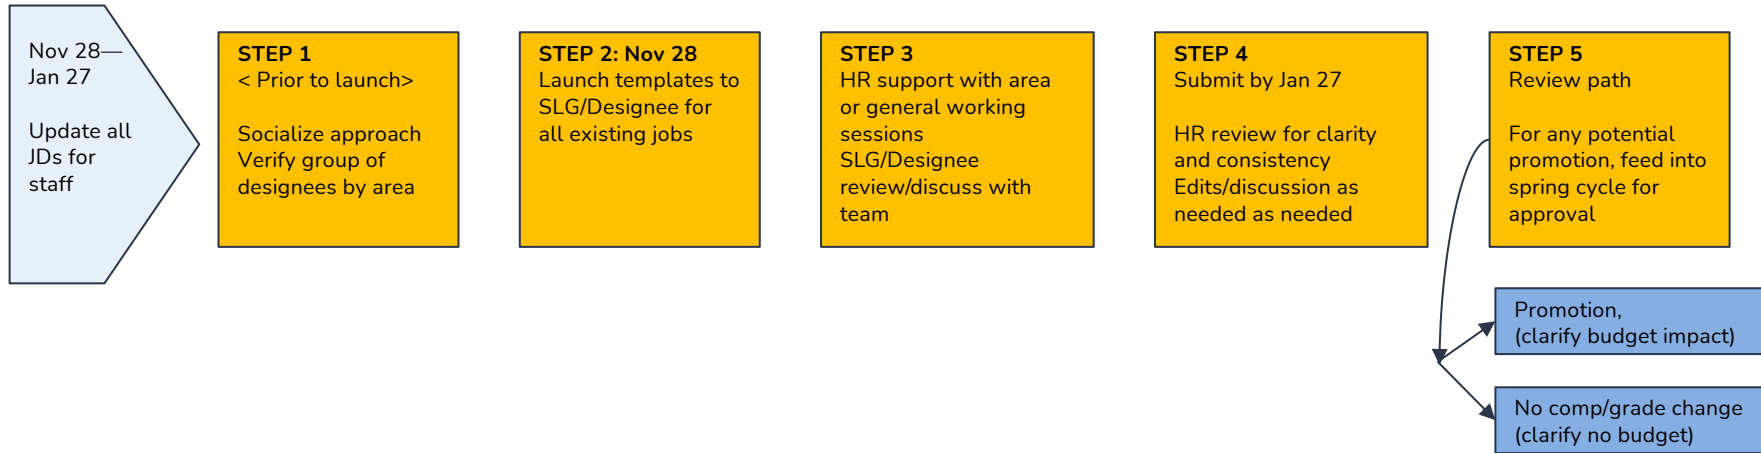 Nov 28—
Jan 27
Update all
JDs for
staff
STEP 1
< Prior to launch>
Socialize approach
Verify group of
designees by area
STEP 2: Nov 28
Launch templates to
SLG/Designee for
all existing jobs
STEP 3
HR support with area
or general working
sessions
SLG/Designee
review/discuss with
team
STEP 4
Submit by Jan 27
HR review for clarity
and consistency
Edits/discussion as
needed as needed
STEP 5
Review path
For any potential
promotion, feed into
spring cycle for
approval
Promotion,
(clarify budget impact)
No comp/grade change
(clarify no budget)